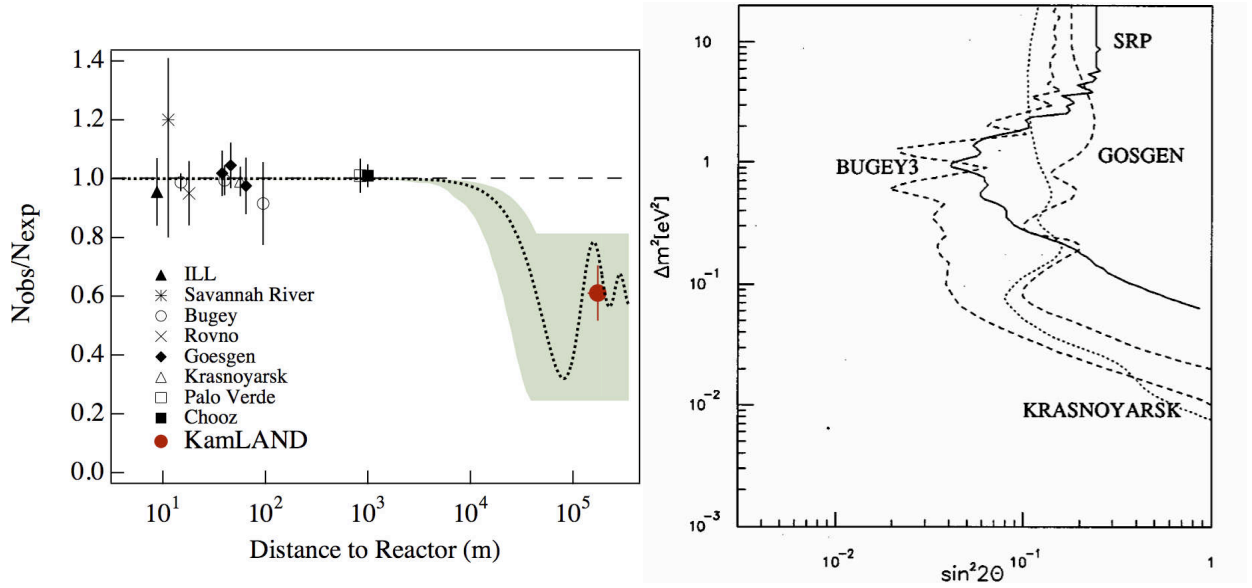 1.4
1.2
1.0
0.8
0.6
0.4
0.2
0.0
Nobs/Nexp
ILL
Savannah River
Bugey
Rovno
Goesgen
Krasnoyarsk
Palo Verde
Chooz
KamLAND
10¹ 10² 10³ 10⁴ 10⁵
Distance to Reactor (m)
10
1
10⁻¹
10⁻²
10⁻³
Δm²[eV²]
SRP
GOSGEN
BUGEY3
KRASNOYARSK
10⁻² 10⁻¹ 1
sin²2Θ